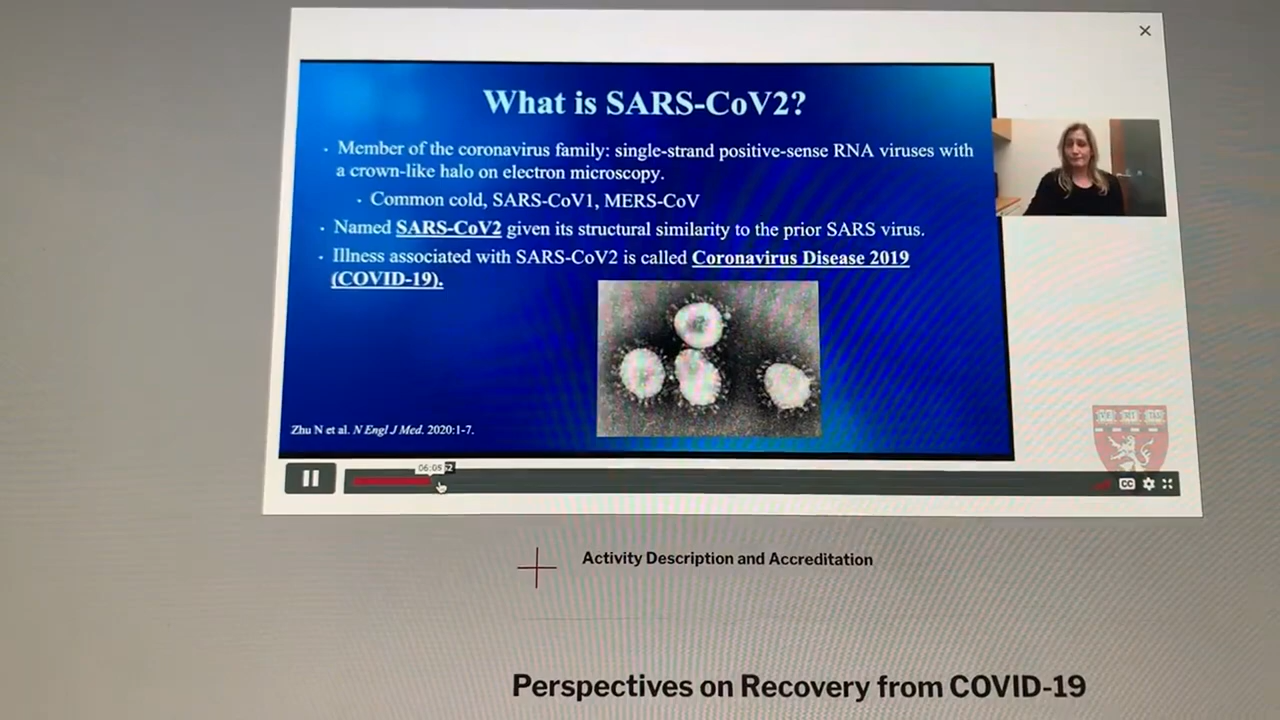 What is SARS-CoV2?
· Member of the coronavirus family: single-strand positive-sense RNA viruses with
a crown-like halo on electron microscopy.
· Common cold, SARS-CoV1, MERS-CoV
· Named SARS-CoV2 given its structural similarity to the prior SARS virus.
· Illness associated with SARS-CoV2 is called Coronavirus Disease 2019
(COVID-19).
Zhu N et al. N Engl J Med. 2020:1-7.
06:08
CC
Activity Description and Accreditation
Perspectives on Recovery from COVID-19